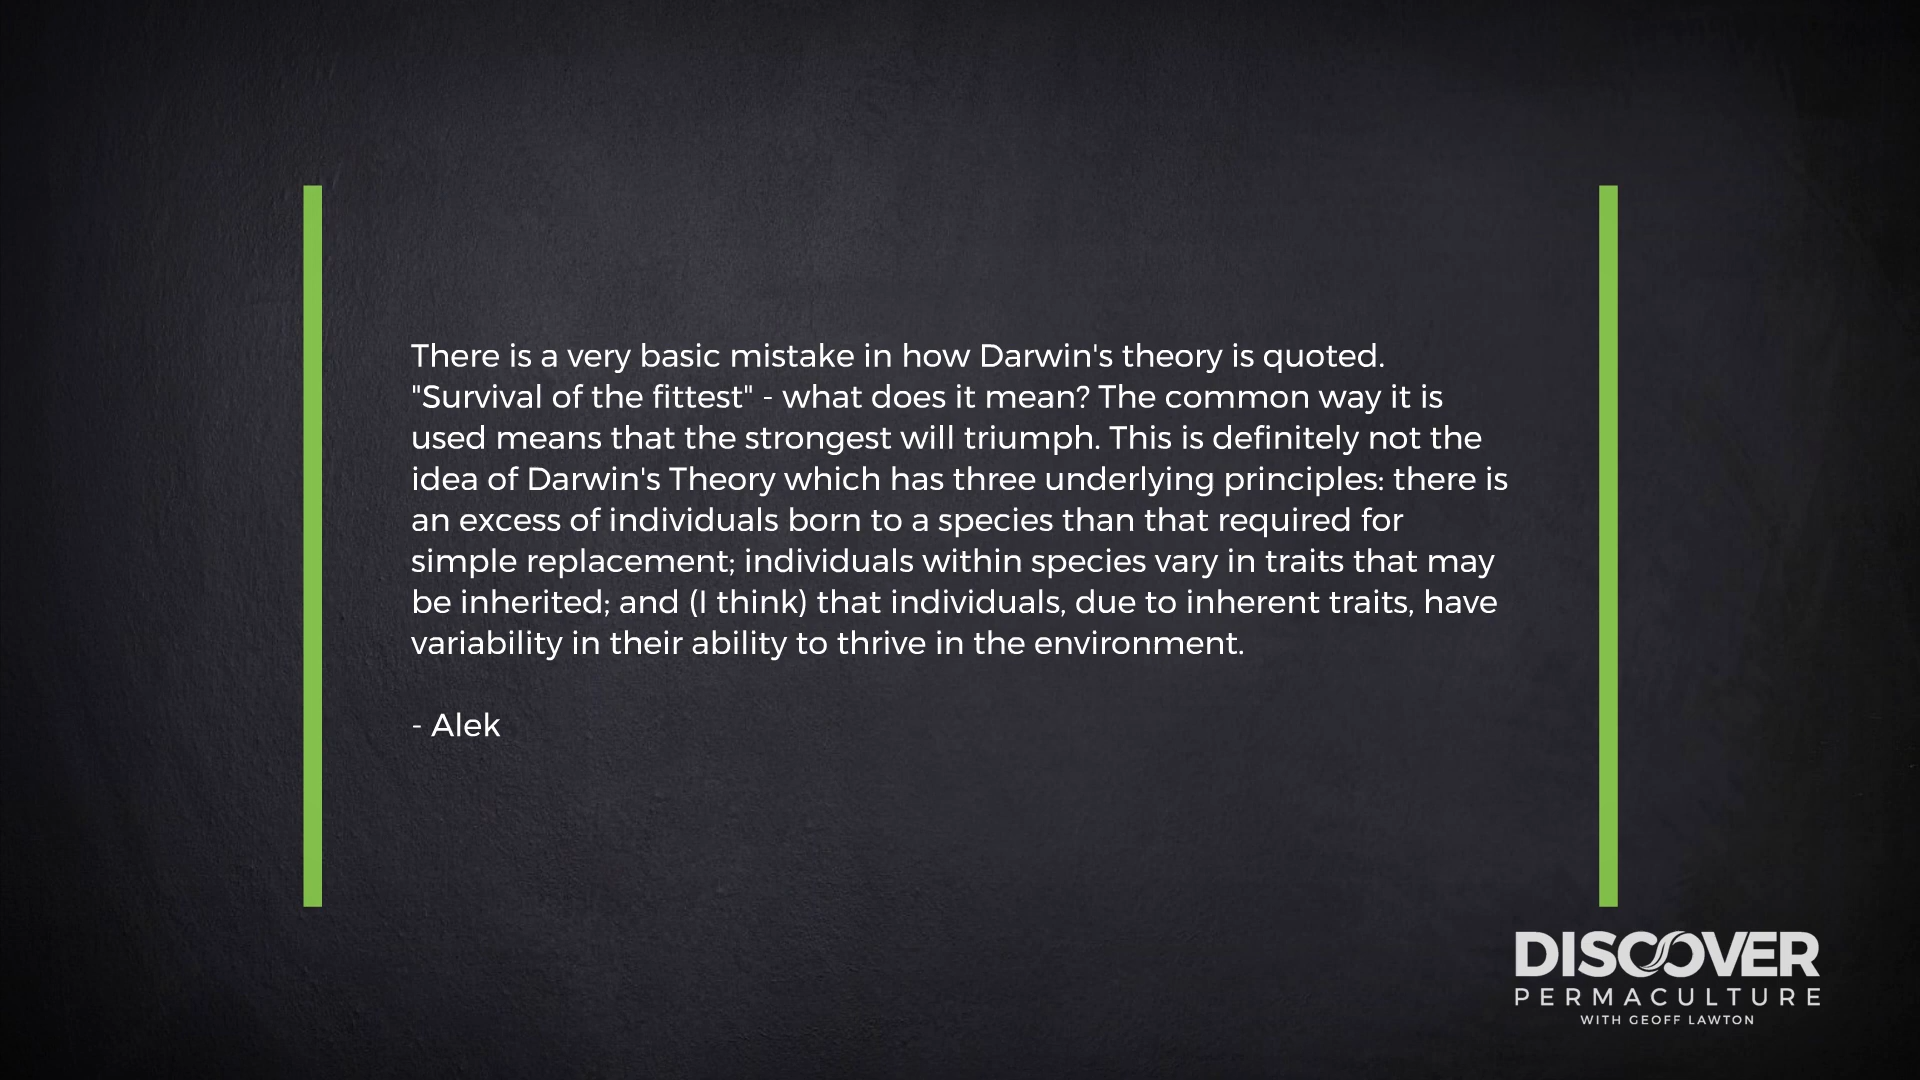 There is a very basic mistake in how Darwin's theory is quoted.
"Survival of the fittest" - what does it mean? The common way it is
used means that the strongest will triumph. This is definitely not the
idea of Darwin's Theory which has three underlying principles: there is
an excess of individuals born to a species than that required for
simple replacement; individuals within species vary in traits that may
be inherited; and (I think) that individuals, due to inherent traits, have
variability in their ability to thrive in the environment.
- Alek
DISCOVER
PERMACULTURE
WITH GEOFF LAWTON